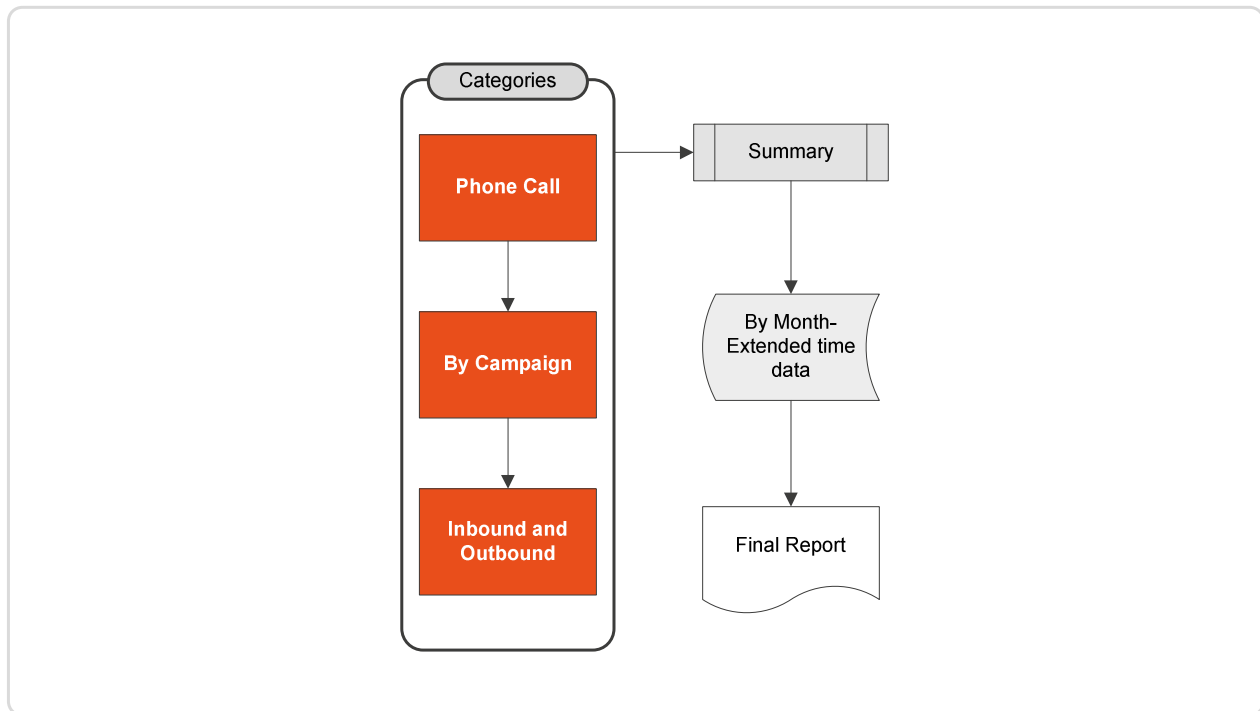 Categories
Phone Call
By Campaign
Inbound and
Outbound
Summary
By Month-
Extended time
data
Final Report